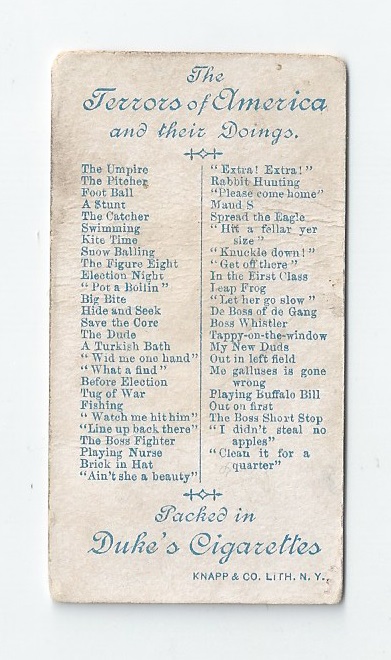 The
Terrors of America
and their Doings.
The Umpire
The Pitcher
Foot Ball
A Stunt
The Catcher
Swimming
Kite Time
Snow Balling
The Figure Eight
Election Night
"Pot a Boilin"
Big Bite
Hide and Seek
Save the Core
The Dude
A Turkish Bath
"Wid me one hand"
"What a find"
Before Election
Tug of War
Fishing
"Watch me hit him"
"Line up back there"
The Boss Fighter
Playing Nurse
Brick in Hat
"Ain't she a beauty"
"Extra! Extra!"
Rabbit Hunting
"Please come home"
Maud S
Spread the Eagle
"Hit a fellar yer
size"
"Knuckle down!"
"Get off there"
In the First Class
Leap Frog
"Let her go slow"
De Boss of de Gang
Boss Whistler
Tappy-on-the-window
My New Duds
Out in left field
Me galluses is gone
wrong
Playing Buffalo Bill
Out on first
The Boss Short Stop
"I didn't steal no
apples"
"Clean it for a
quarter"
Packed in
Duke's Cigarettes
KNAPP & CO. LITH. N. Y.